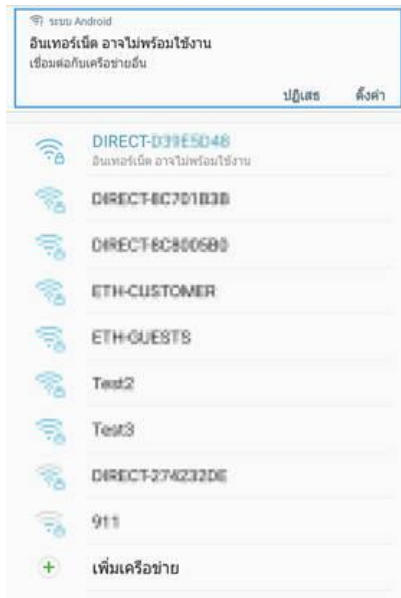 ระบบ Android
อินเทอร์เน็ต อาจไม่พร้อมใช้งาน
เชื่อมต่อกับเครือข่ายอื่น
ปฏิเสธ ตั้งค่า
DIRECT-D39E5D48
อินเทอร์เน็ต อาจไม่พร้อมใช้งาน
DIRECT-8C701B3B
DIRECT-8C8005B0
ETH-CUSTOMER
ETH-GUESTS
Test2
Test3
DIRECT-274232DE
911
เพิ่มเครือข่าย